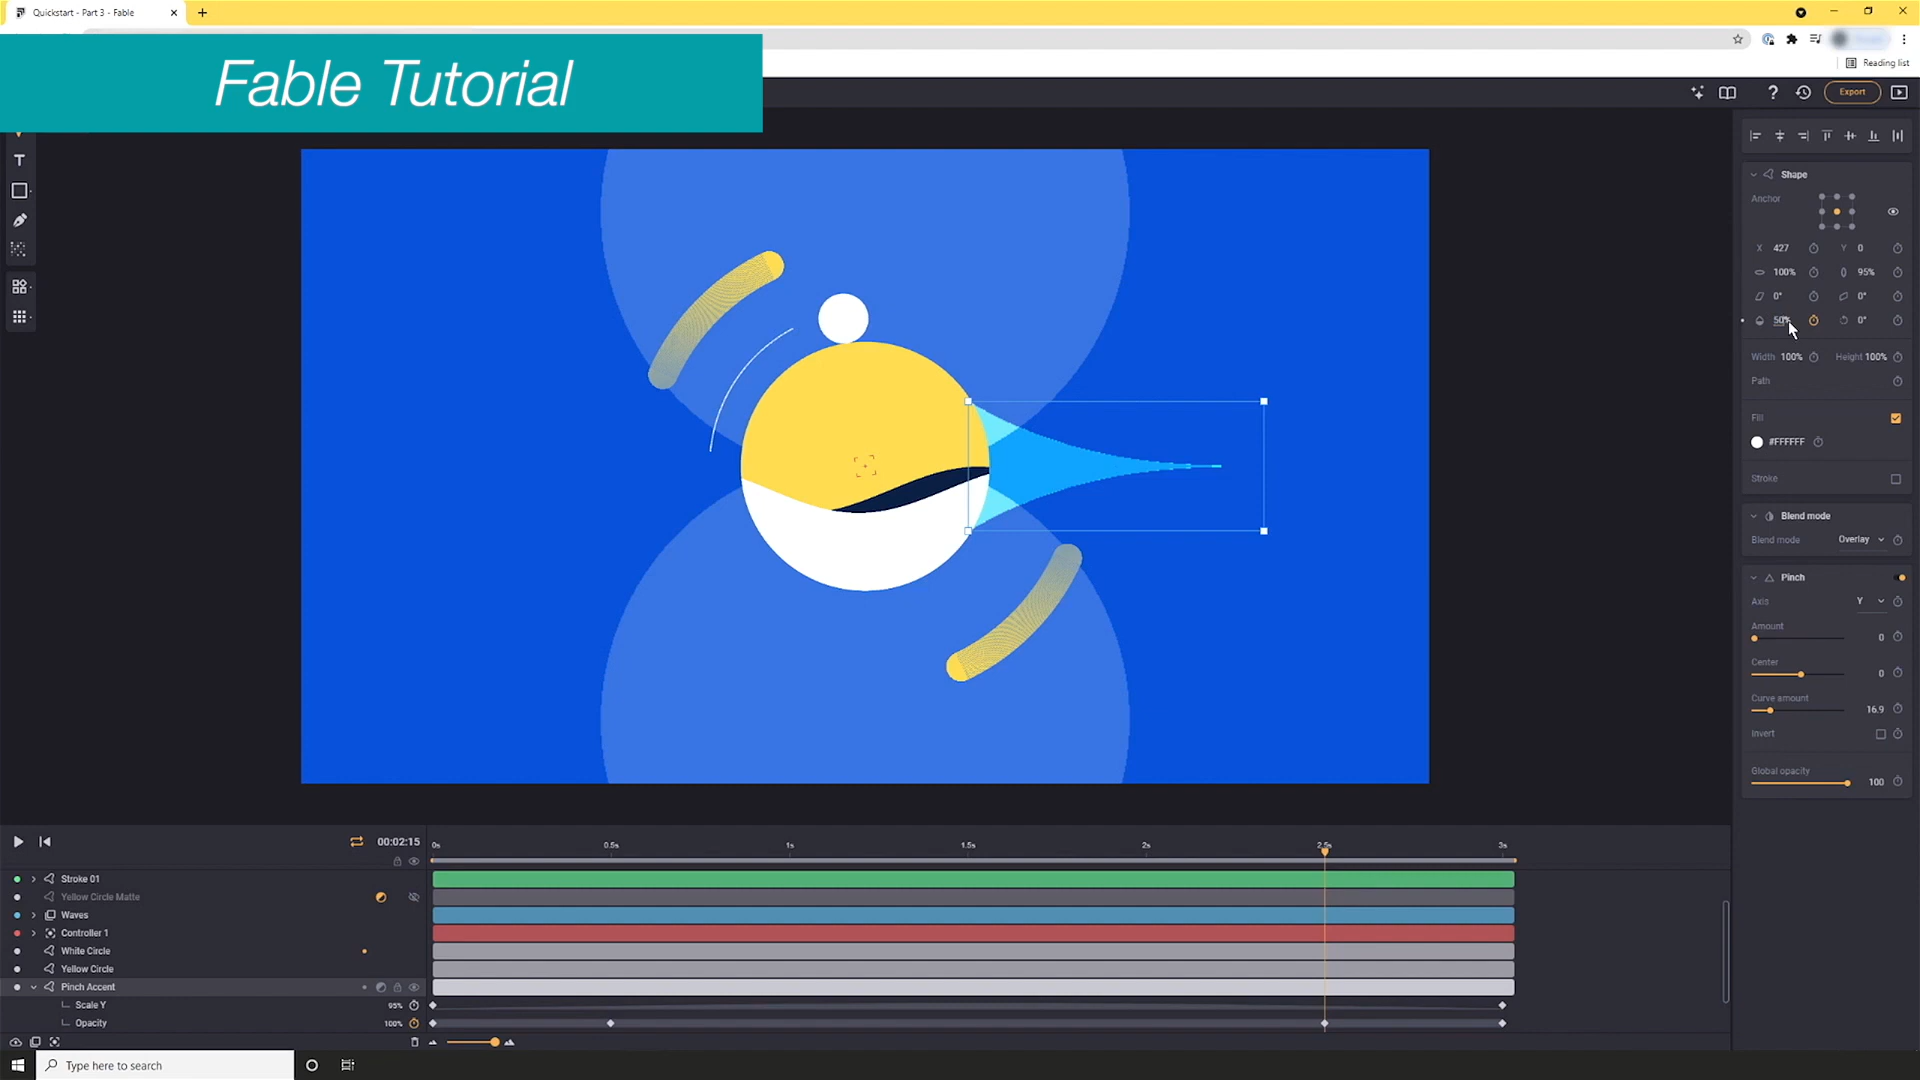 Quickstart - Part 3 - Fable
Reading list
Fable Tutorial
Export
T
Shape
Anchor
X 427 Y 0
100% 95%
0° 0°
50% 0°
Width 100% Height 100%
Path
Fill
#FFFFFF
Stroke
Blend mode
Blend mode Overlay
Pinch
Axis Y
Amount
0
Center
0
Curve amount
16.9
Invert
Global opacity
100
00:02:15
0s 0.5s 1s 1.5s 2s 2.5s 3s
Stroke 01
Yellow Circle Matte
Waves
Controller 1
White Circle
Yellow Circle
Pinch Accent
Scale Y 95%
Opacity 100%
Type here to search